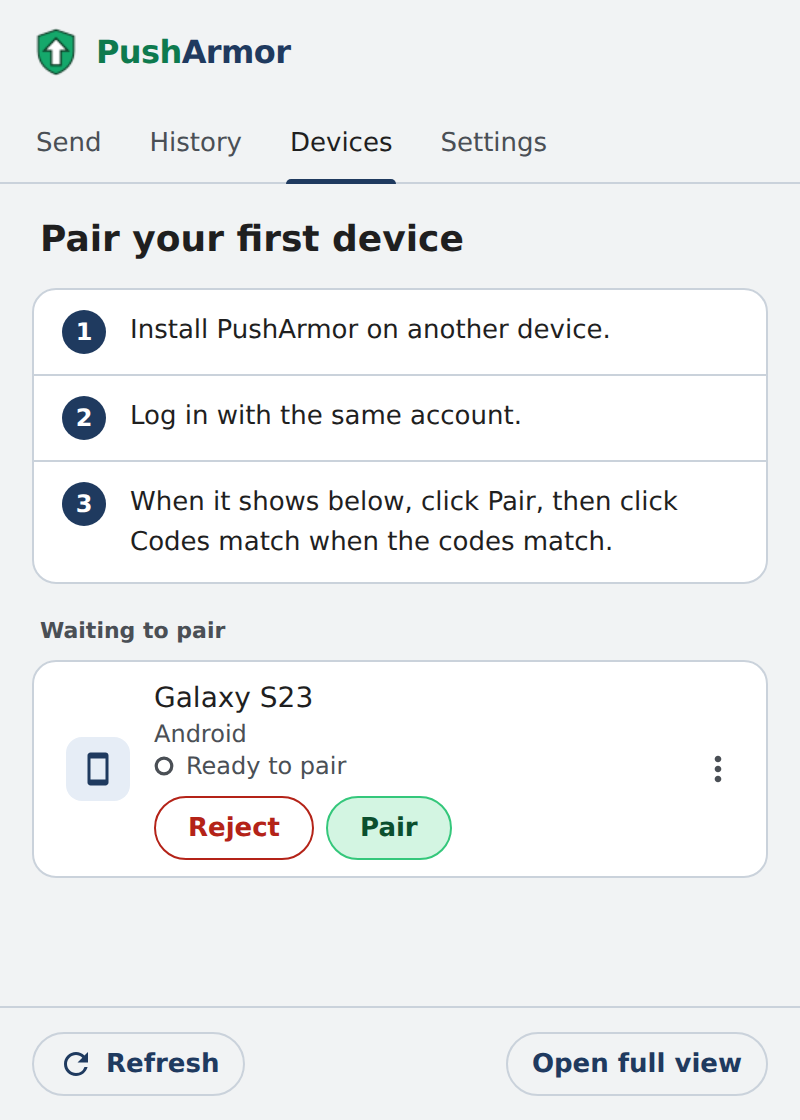 PushArmor
Send
History
Devices
Settings
Pair your first device
1
Install PushArmor on another device.
2
Log in with the same account.
3
When it shows below, click Pair, then click
Codes match when the codes match.
Waiting to pair
Galaxy S23
Android
Ready to pair
Reject
Pair
Refresh
Open full view